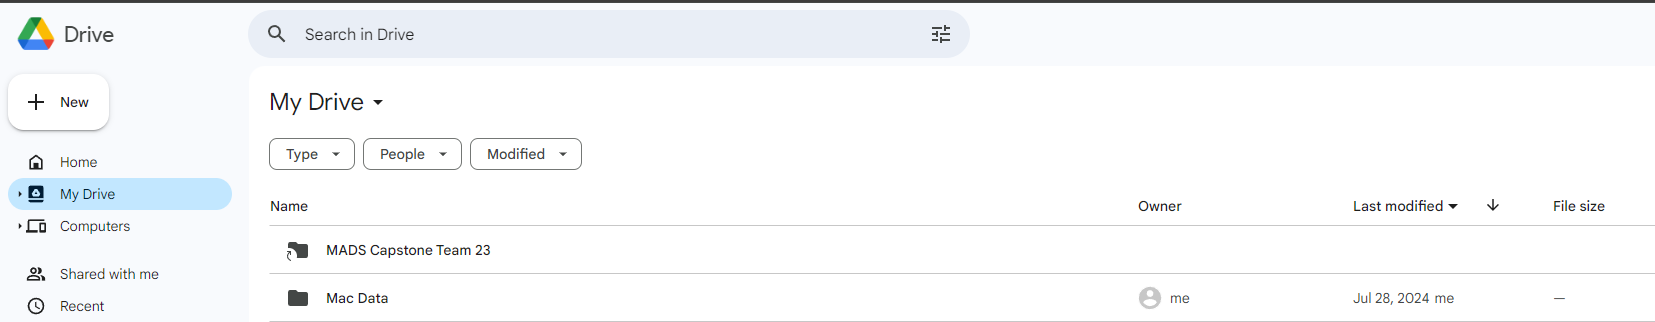 Drive
Search in Drive
New
My Drive
Type People Modified
Home
My Drive
Computers
Shared with me
Recent
Name Owner Last modified File size
MADS Capstone Team 23
Mac Data me Jul 28, 2024 me —